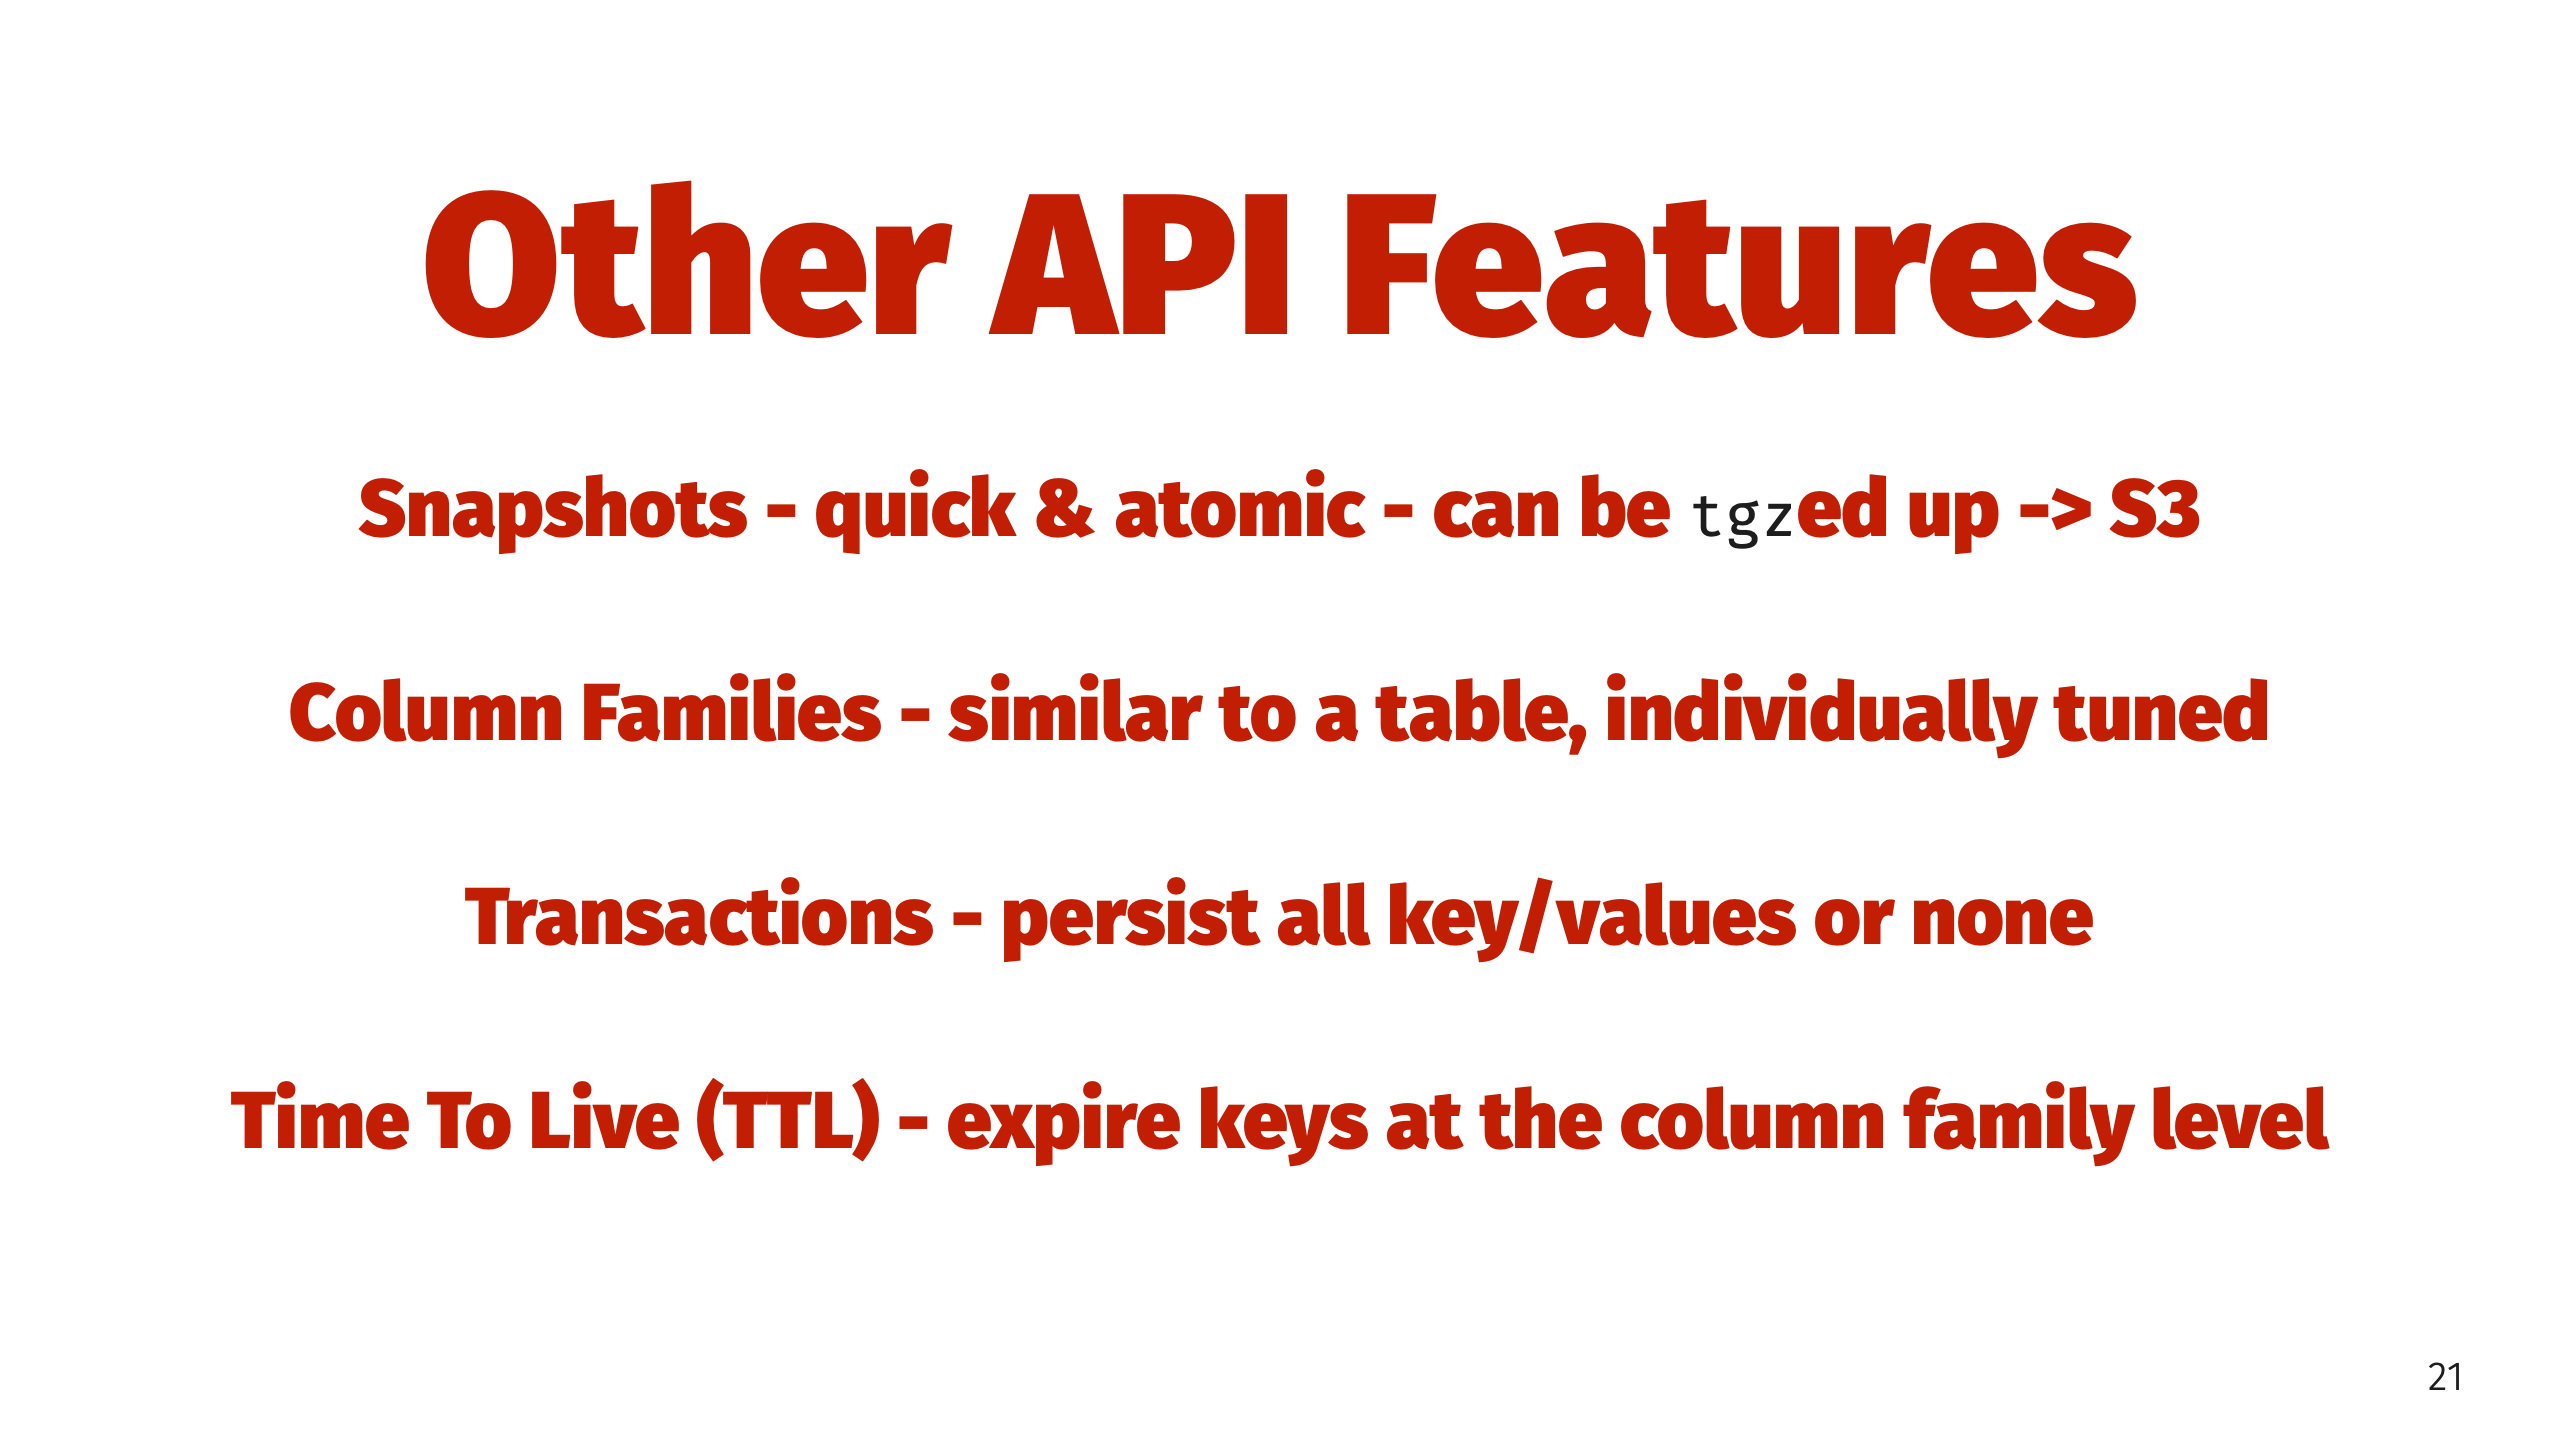 Other API Features
Snapshots - quick & atomic - can be tgzed up -> S3
Column Families - similar to a table, individually tuned
Transactions - persist all key/values or none
Time To Live (TTL) - expire keys at the column family level
21